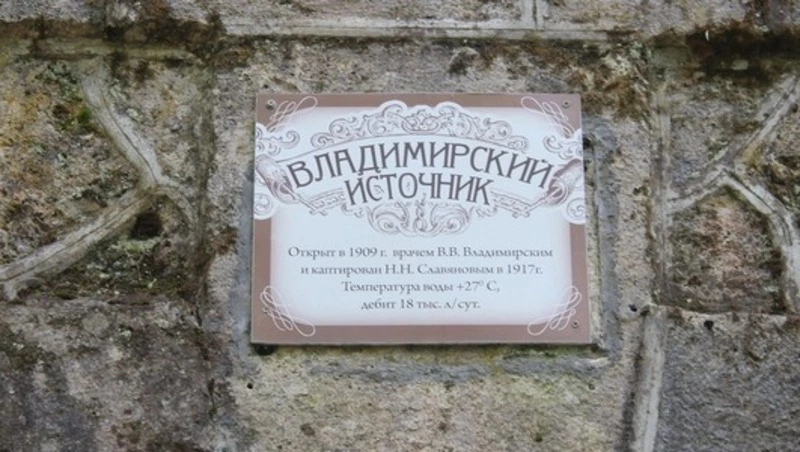 ВЛАДИМИРСКИЙ
ИСТОЧНИК
Открыт в 1909 г. врачем В.В. Владимирским
и каптирован Н.Н. Славяновым в 1917г.
Температура воды +27° С,
дебит 18 тыс. л/сут.